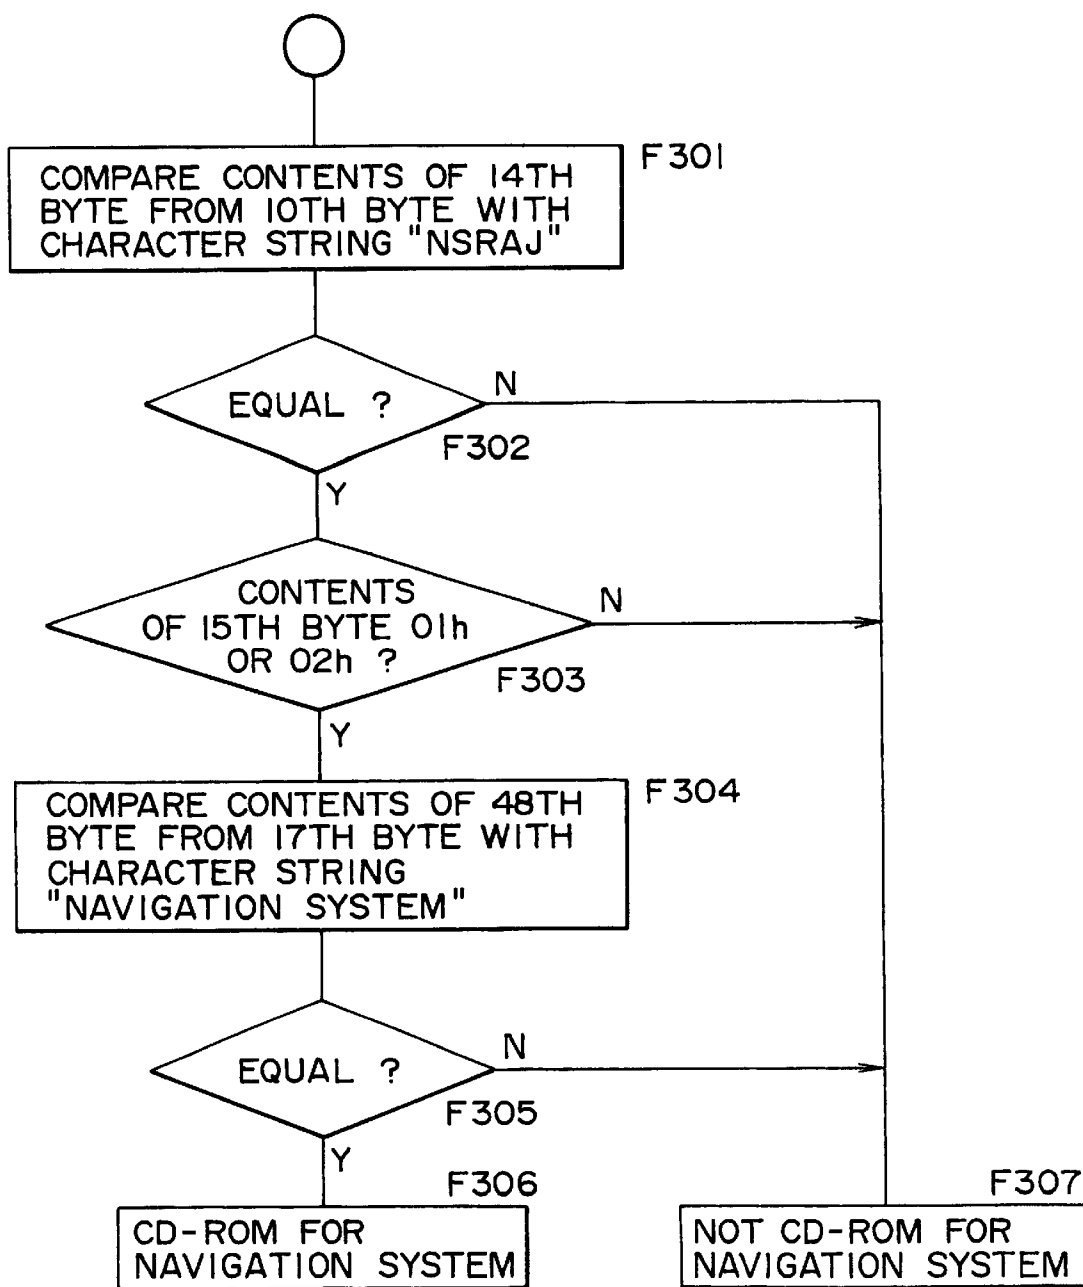 F301
COMPARE CONTENTS OF 14TH
BYTE FROM 10TH BYTE WITH
CHARACTER STRING "NSRAJ"
EQUAL ?
N
F302
Y
CONTENTS
OF 15TH BYTE 01h
OR 02h ?
N
F303
Y
F304
COMPARE CONTENTS OF 48TH
BYTE FROM 17TH BYTE WITH
CHARACTER STRING
"NAVIGATION SYSTEM"
EQUAL ?
N
F305
Y
F306
CD-ROM FOR
NAVIGATION SYSTEM
F307
NOT CD-ROM FOR
NAVIGATION SYSTEM